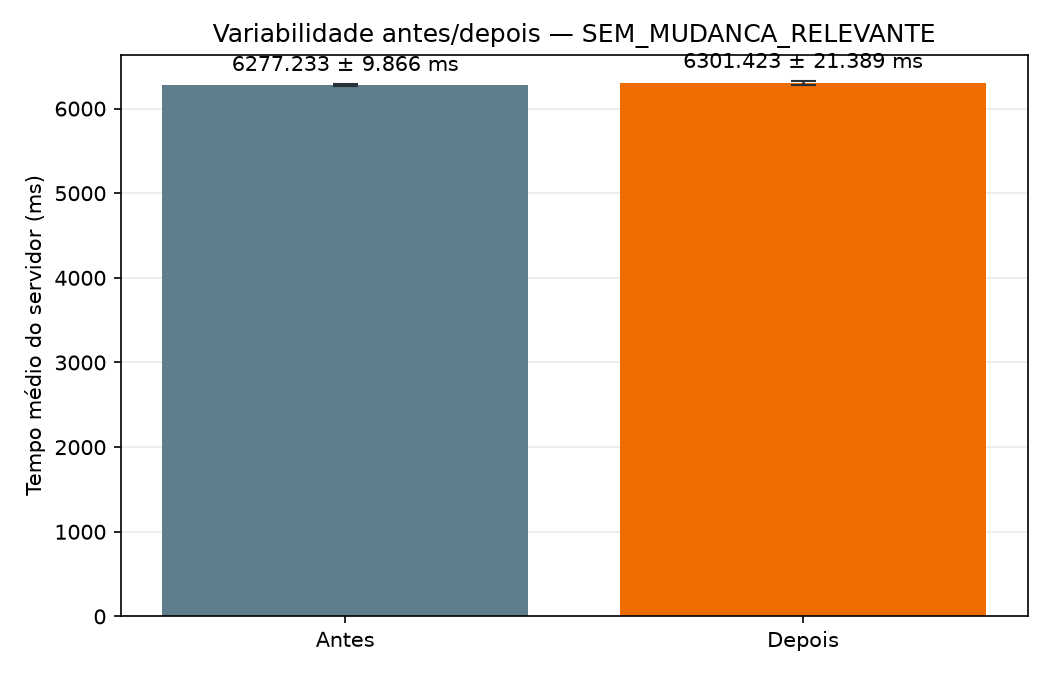 Variabilidade antes/depois — SEM_MUDANCA_RELEVANTE
6277.233 ± 9.866 ms
6301.423 ± 21.389 ms
Tempo médio do servidor (ms)
6000
5000
4000
3000
2000
1000
0
Antes
Depois